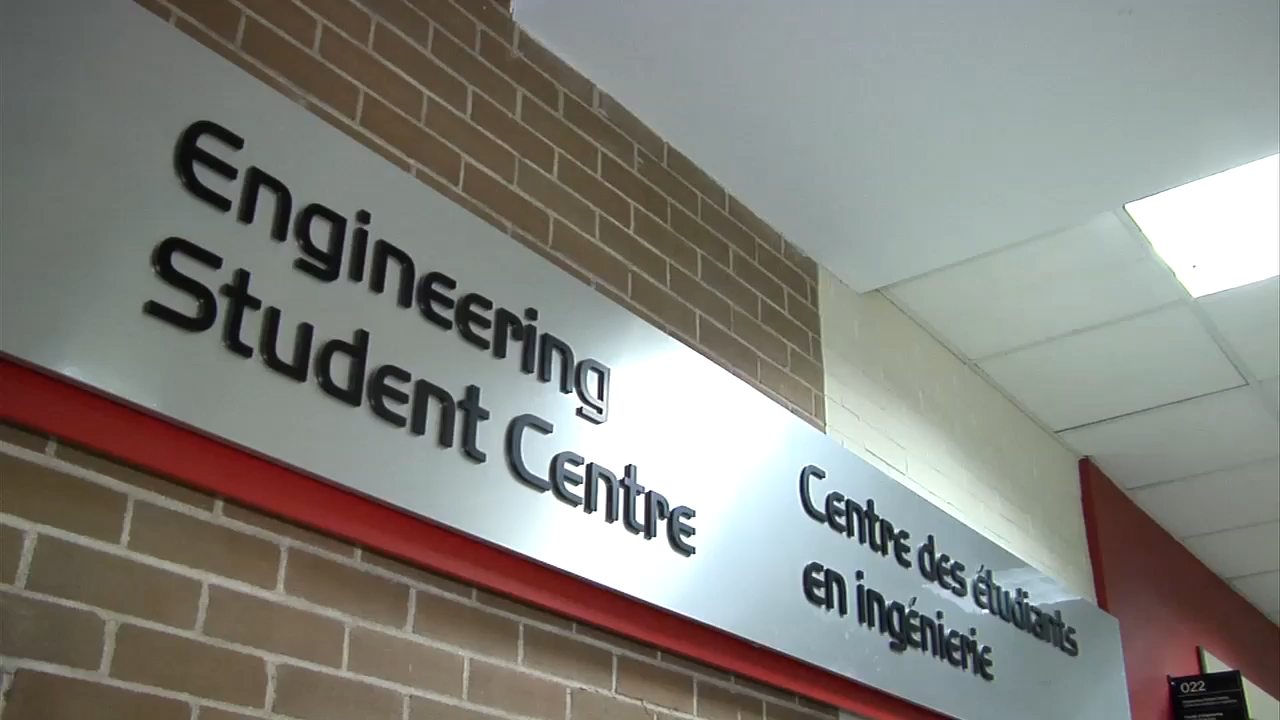 Engineering
Student Centre
Centre des étudiants
en ingénierie
022